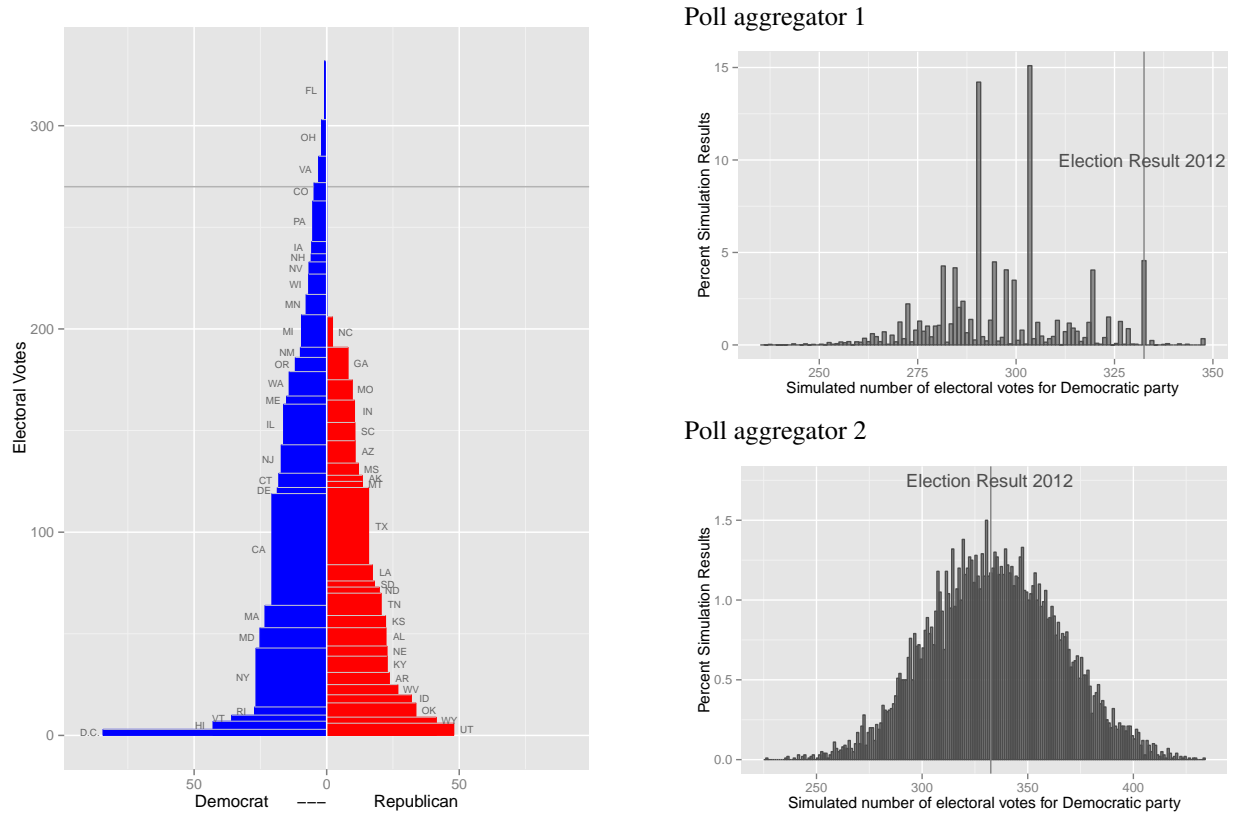 Electoral Votes
300
200
100
0
FL
OH
VA
CO
PA
IA
NH
NV
WI
MN
MI
NM
OR
WA
ME
IL
NJ
CT
DE
CA
MA
MD
NY
RI
VT
HI
D.C.
NC
GA
MO
IN
SC
AZ
MS
AK
MT
TX
LA
SD
ND
TN
KS
AL
NE
KY
AR
WV
ID
OK
WY
UT
50 0 50
Democrat --- Republican
Poll aggregator 1
Percent Simulation Results
15
10
5
0
Election Result 2012
250 275 300 325 350
Simulated number of electoral votes for Democratic party
Poll aggregator 2
Percent Simulation Results
1.5
1.0
0.5
0.0
Election Result 2012
250 300 350 400
Simulated number of electoral votes for Democratic party